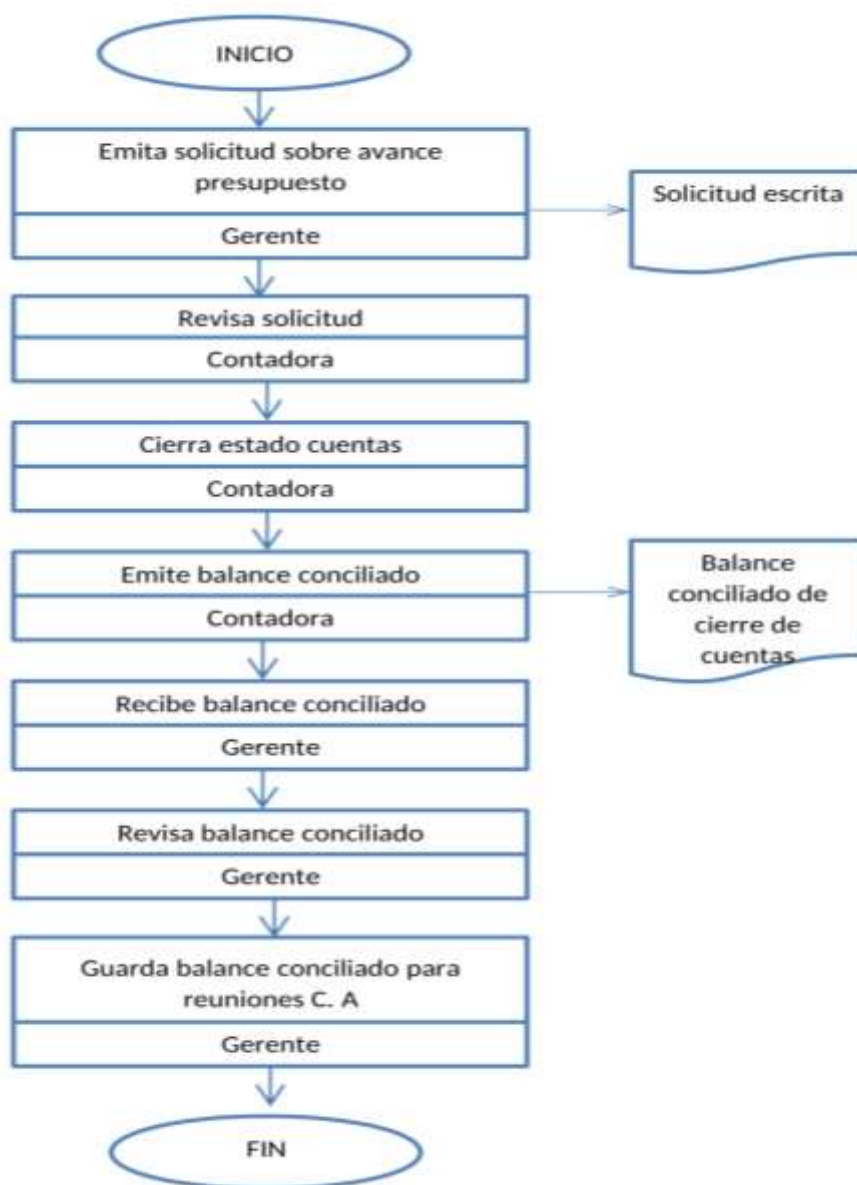 INICIO
Emita solicitud sobre avance
presupuesto
Gerente
Solicitud escrita
Revisa solicitud
Contadora
Cierra estado cuentas
Contadora
Emite balance conciliado
Contadora
Balance
conciliado de
cierre de
cuentas
Recibe balance conciliado
Gerente
Revisa balance conciliado
Gerente
Guarda balance conciliado para
reuniones C. A
Gerente
FIN